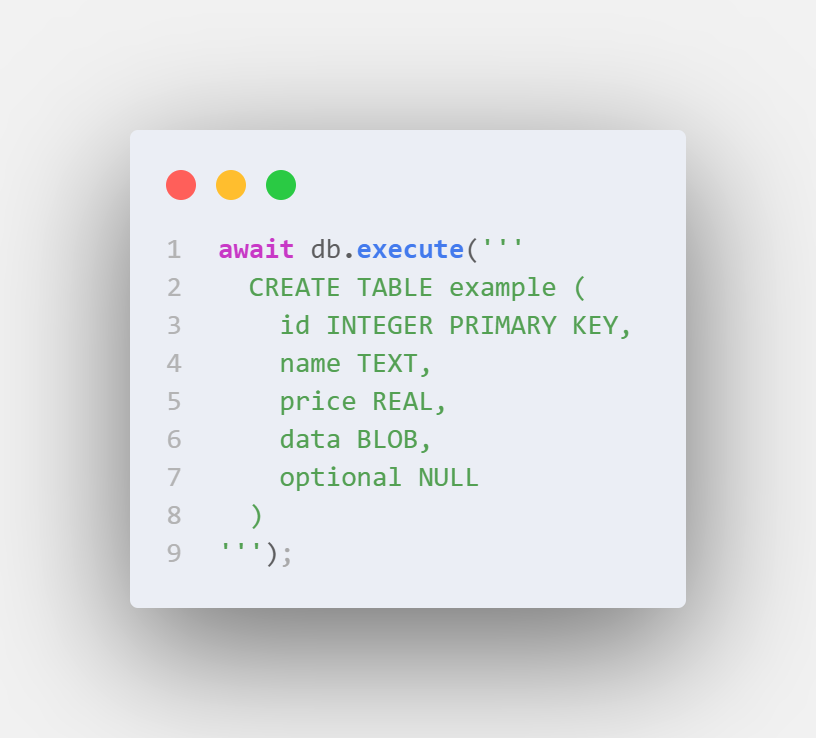 1 await db.execute('''
2   CREATE TABLE example (
3     id INTEGER PRIMARY KEY,
4     name TEXT,
5     price REAL,
6     data BLOB,
7     optional NULL
8   )
9 ''');